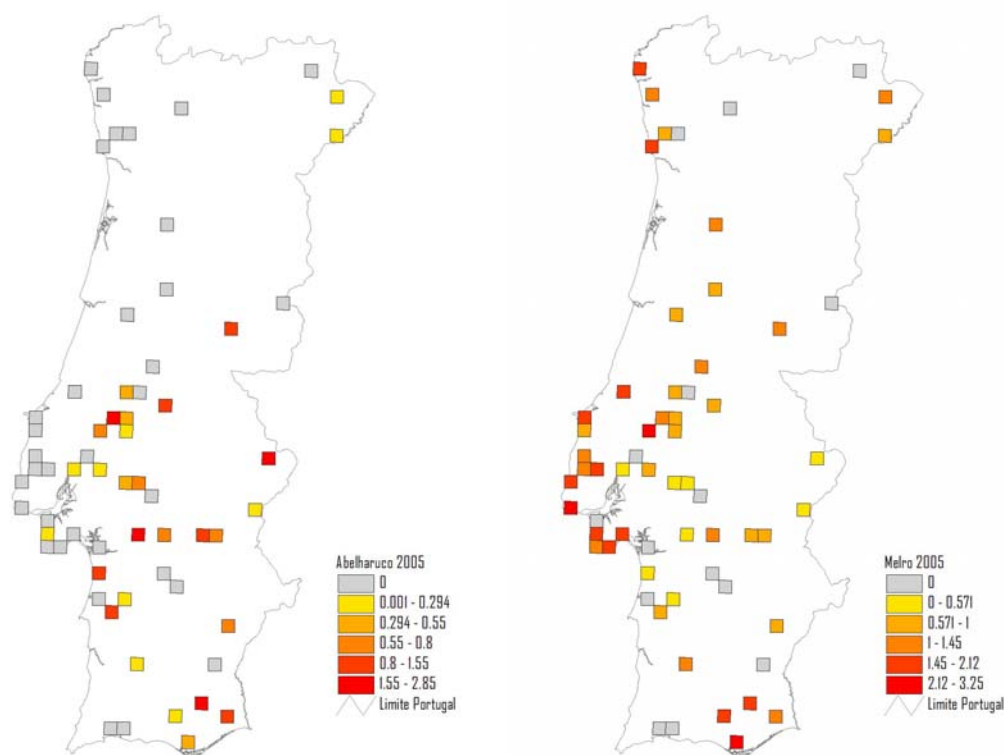 Abelharuco 2005
0
0.001 - 0.294
0.294 - 0.55
0.55 - 0.8
0.8 - 1.55
1.55 - 2.85
Limite Portugal
Melro 2005
0
0 - 0.571
0.571 - 1
1 - 1.45
1.45 - 2.12
2.12 - 3.25
Limite Portugal